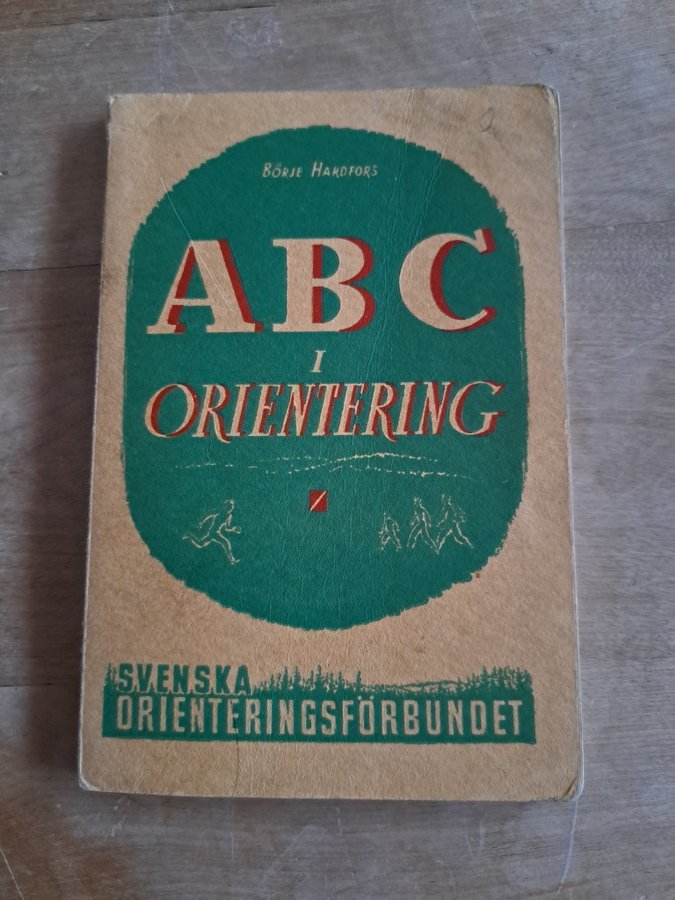 BÖRJE HARDFORS
ABC
I
ORIENTERING
SVENSKA
ORIENTERINGSFÖRBUNDET